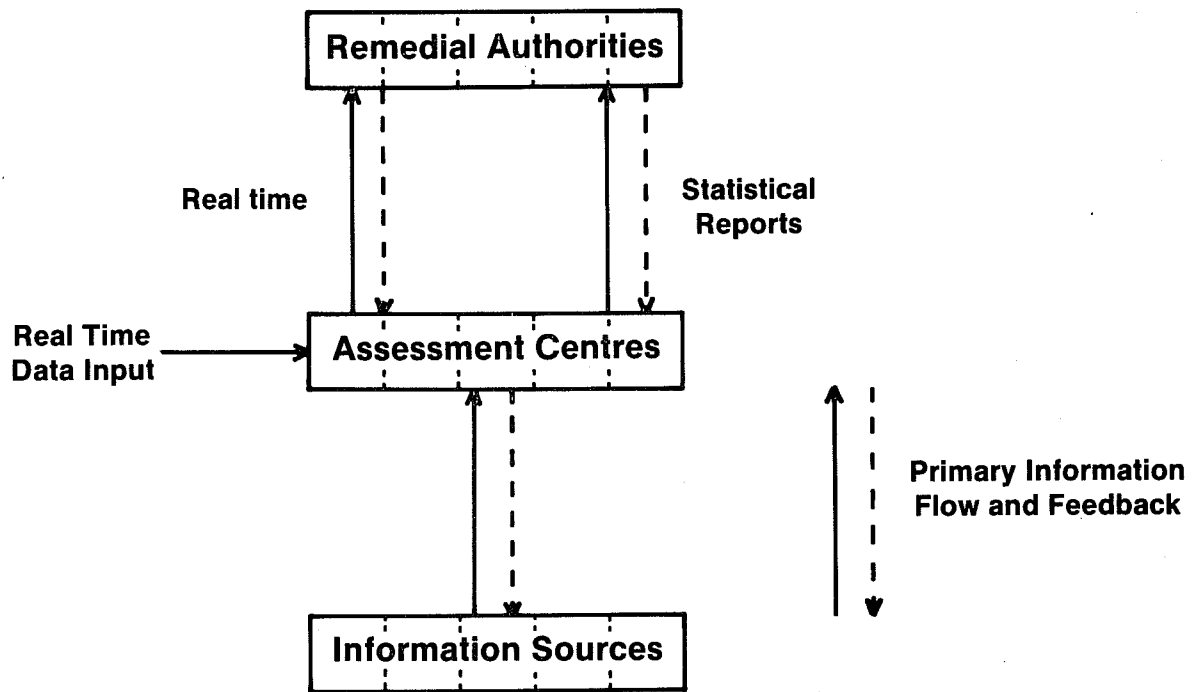 Remedial Authorities
Real time
Statistical
Reports
Real Time
Data Input
Assessment Centres
Primary Information
Flow and Feedback
Information Sources